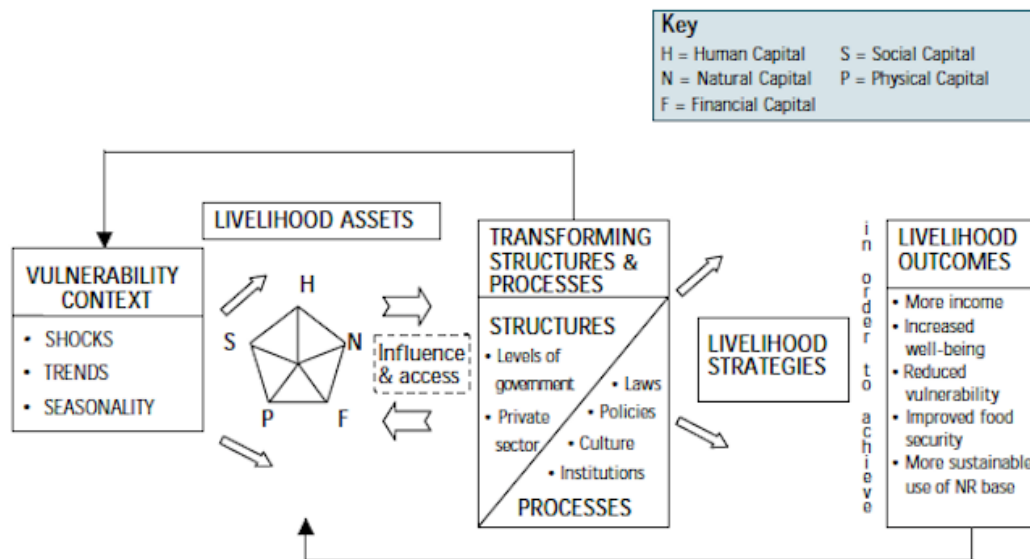 Key
H = Human Capital S = Social Capital
N = Natural Capital P = Physical Capital
F = Financial Capital
LIVELIHOOD ASSETS
VULNERABILITY
CONTEXT
• SHOCKS
• TRENDS
• SEASONALITY
H
S
N
P
F
Influence
& access
TRANSFORMING
STRUCTURES &
PROCESSES
STRUCTURES
• Levels of
government
• Private
sector
• Laws
• Policies
• Culture
• Institutions
PROCESSES
LIVELIHOOD
STRATEGIES
in order to achieve
LIVELIHOOD
OUTCOMES
• More income
• Increased
well-being
• Reduced
vulnerability
• Improved food
security
• More sustainable
use of NR base